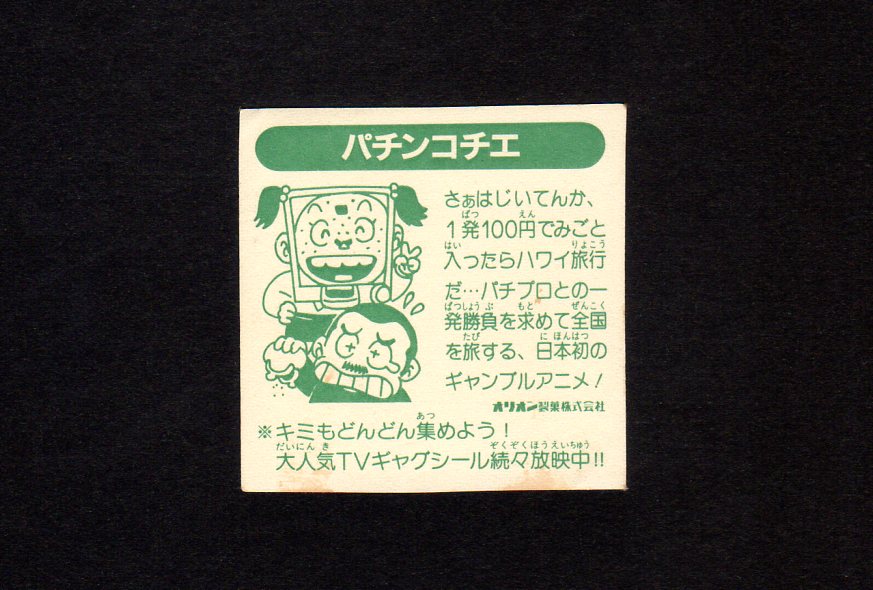 パチンコチエ
さぁはじいてんか、
1発100円でみごと
入ったらハワイ旅行
だ…パチプロとの一
発勝負を求めて全国
を旅する、日本初の
ギャンブルアニメ!
オリオン製菓株式会社
※キミもどんどん集めよう!
大人気TVギャグシール続々放映中!!